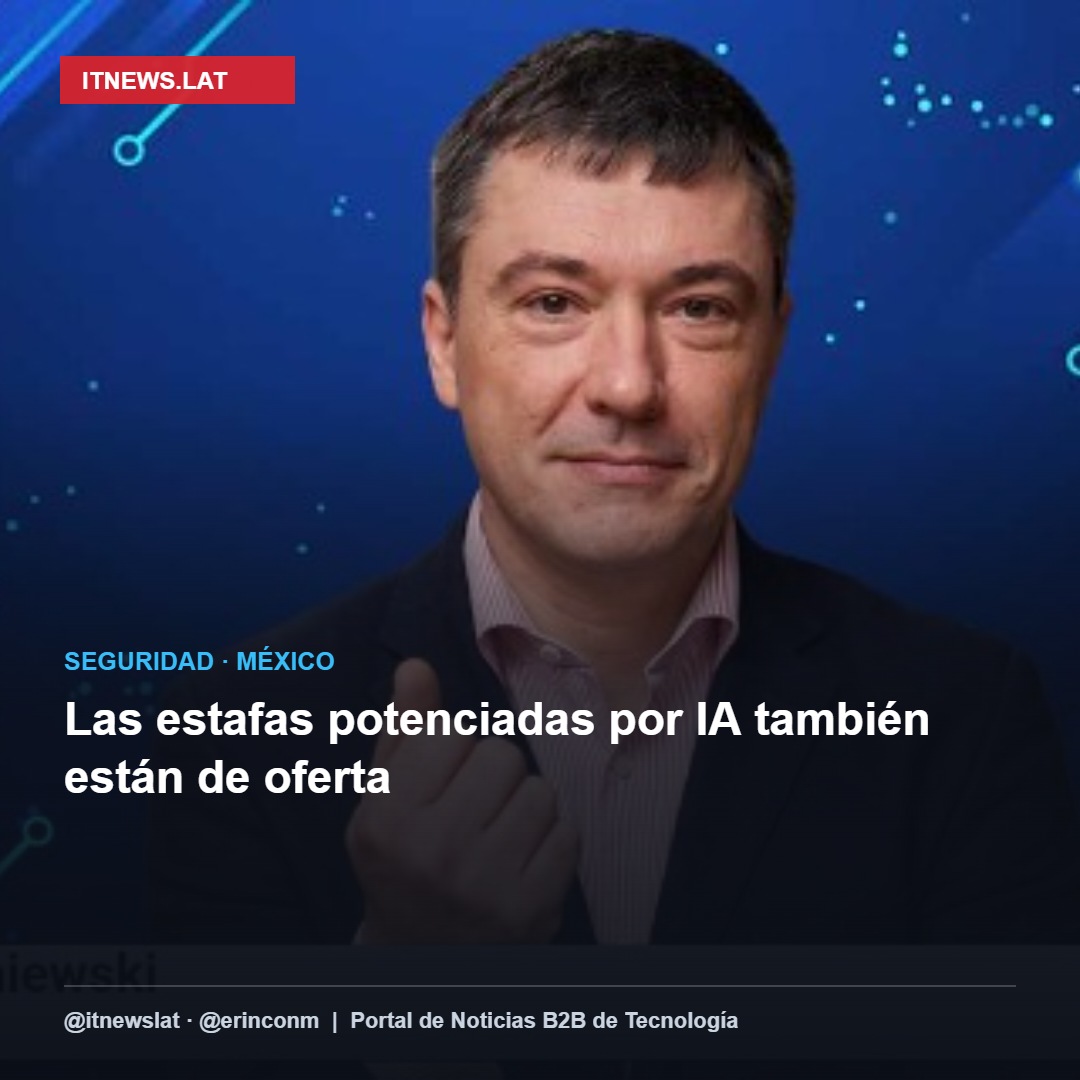 ITNEWS.LAT
SEGURIDAD · MÉXICO
Las estafas potenciadas por IA también
están de oferta
iewski
@itnewslat · @erinconm | Portal de Noticias B2B de Tecnología